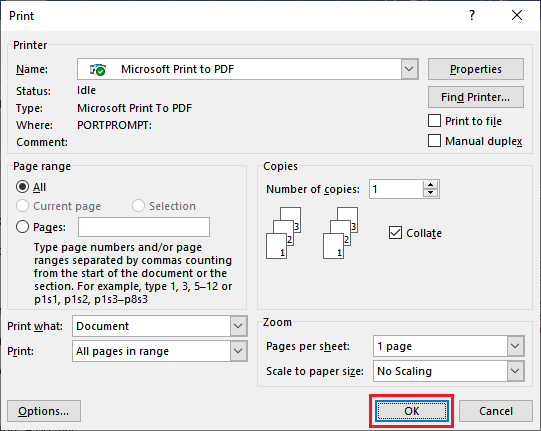 Print
Printer
Name: Microsoft Print to PDF Properties
Status: Idle Find Printer...
Type: Microsoft Print To PDF
Where: PORTPROMPT: Print to file
Comment: Manual duplex
Page range
All
Current page Selection
Pages:
Type page numbers and/or page
ranges separated by commas counting
from the start of the document or the
section. For example, type 1, 3, 5–12 or
p1s1, p1s2, p1s3–p8s3
Copies
Number of copies: 1
3 3
2 2
1 1
Collate
Print what: Document
Print: All pages in range
Zoom
Pages per sheet: 1 page
Scale to paper size: No Scaling
Options... OK Cancel